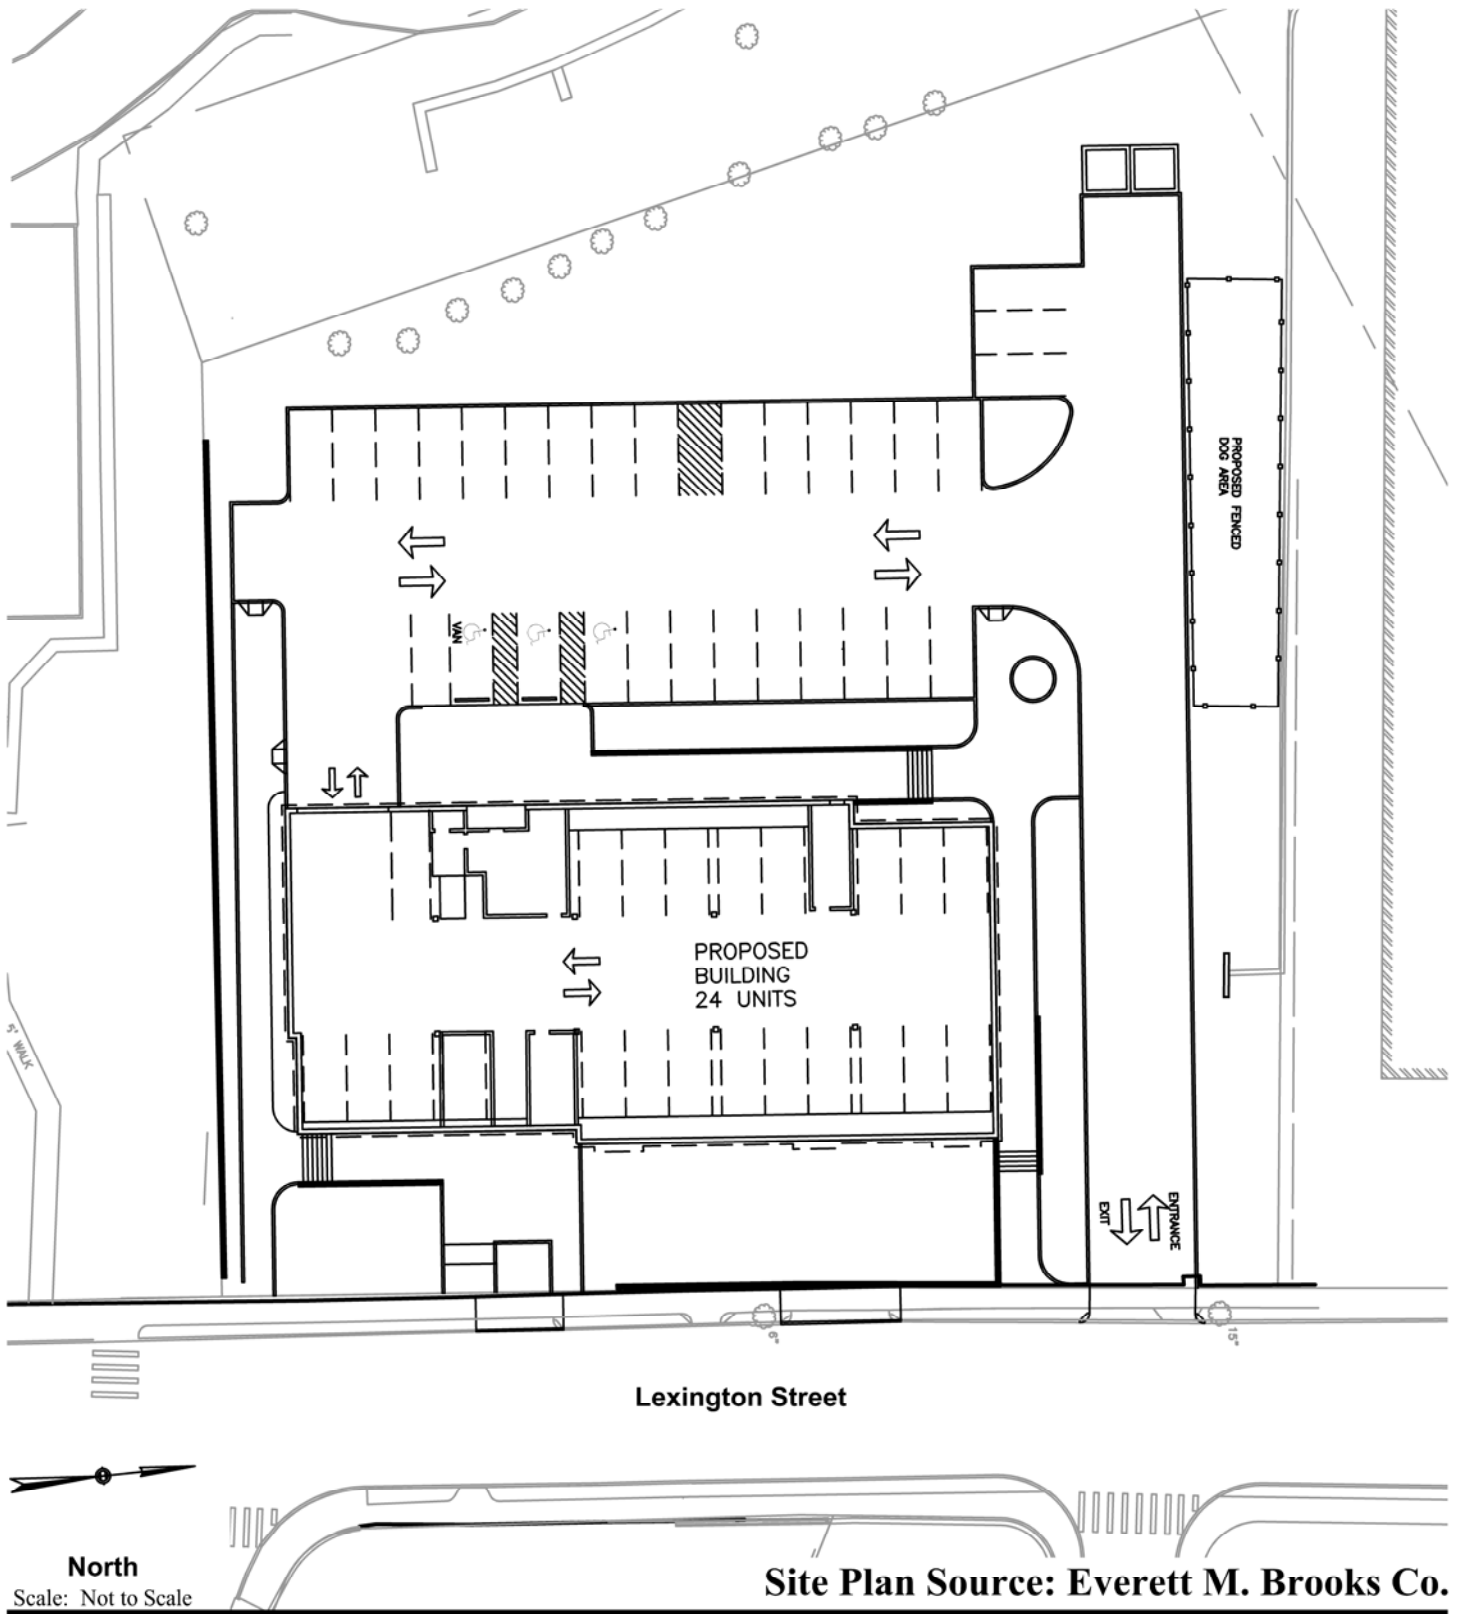 PROPOSED FENCED
DOG AREA
VAN
PROPOSED
BUILDING
24 UNITS
5' WALK
EXIT
ENTRANCE
6"
15"
Lexington Street
North
Scale: Not to Scale
Site Plan Source: Everett M. Brooks Co.